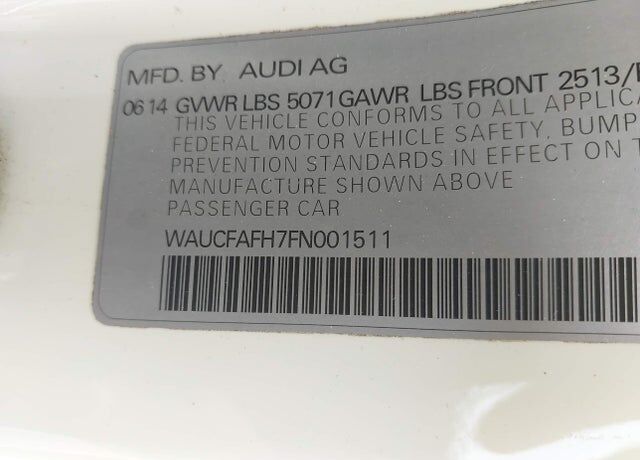 MFD. BY AUDI AG
06 14 GVWR LBS 5071 GAWR LBS FRONT 2513/
THIS VEHICLE CONFORMS TO ALL APPLICA
FEDERAL MOTOR VEHICLE SAFETY, BUMP
PREVENTION STANDARDS IN EFFECT ON T
MANUFACTURE SHOWN ABOVE
PASSENGER CAR
WAUCFAFH7FN001511